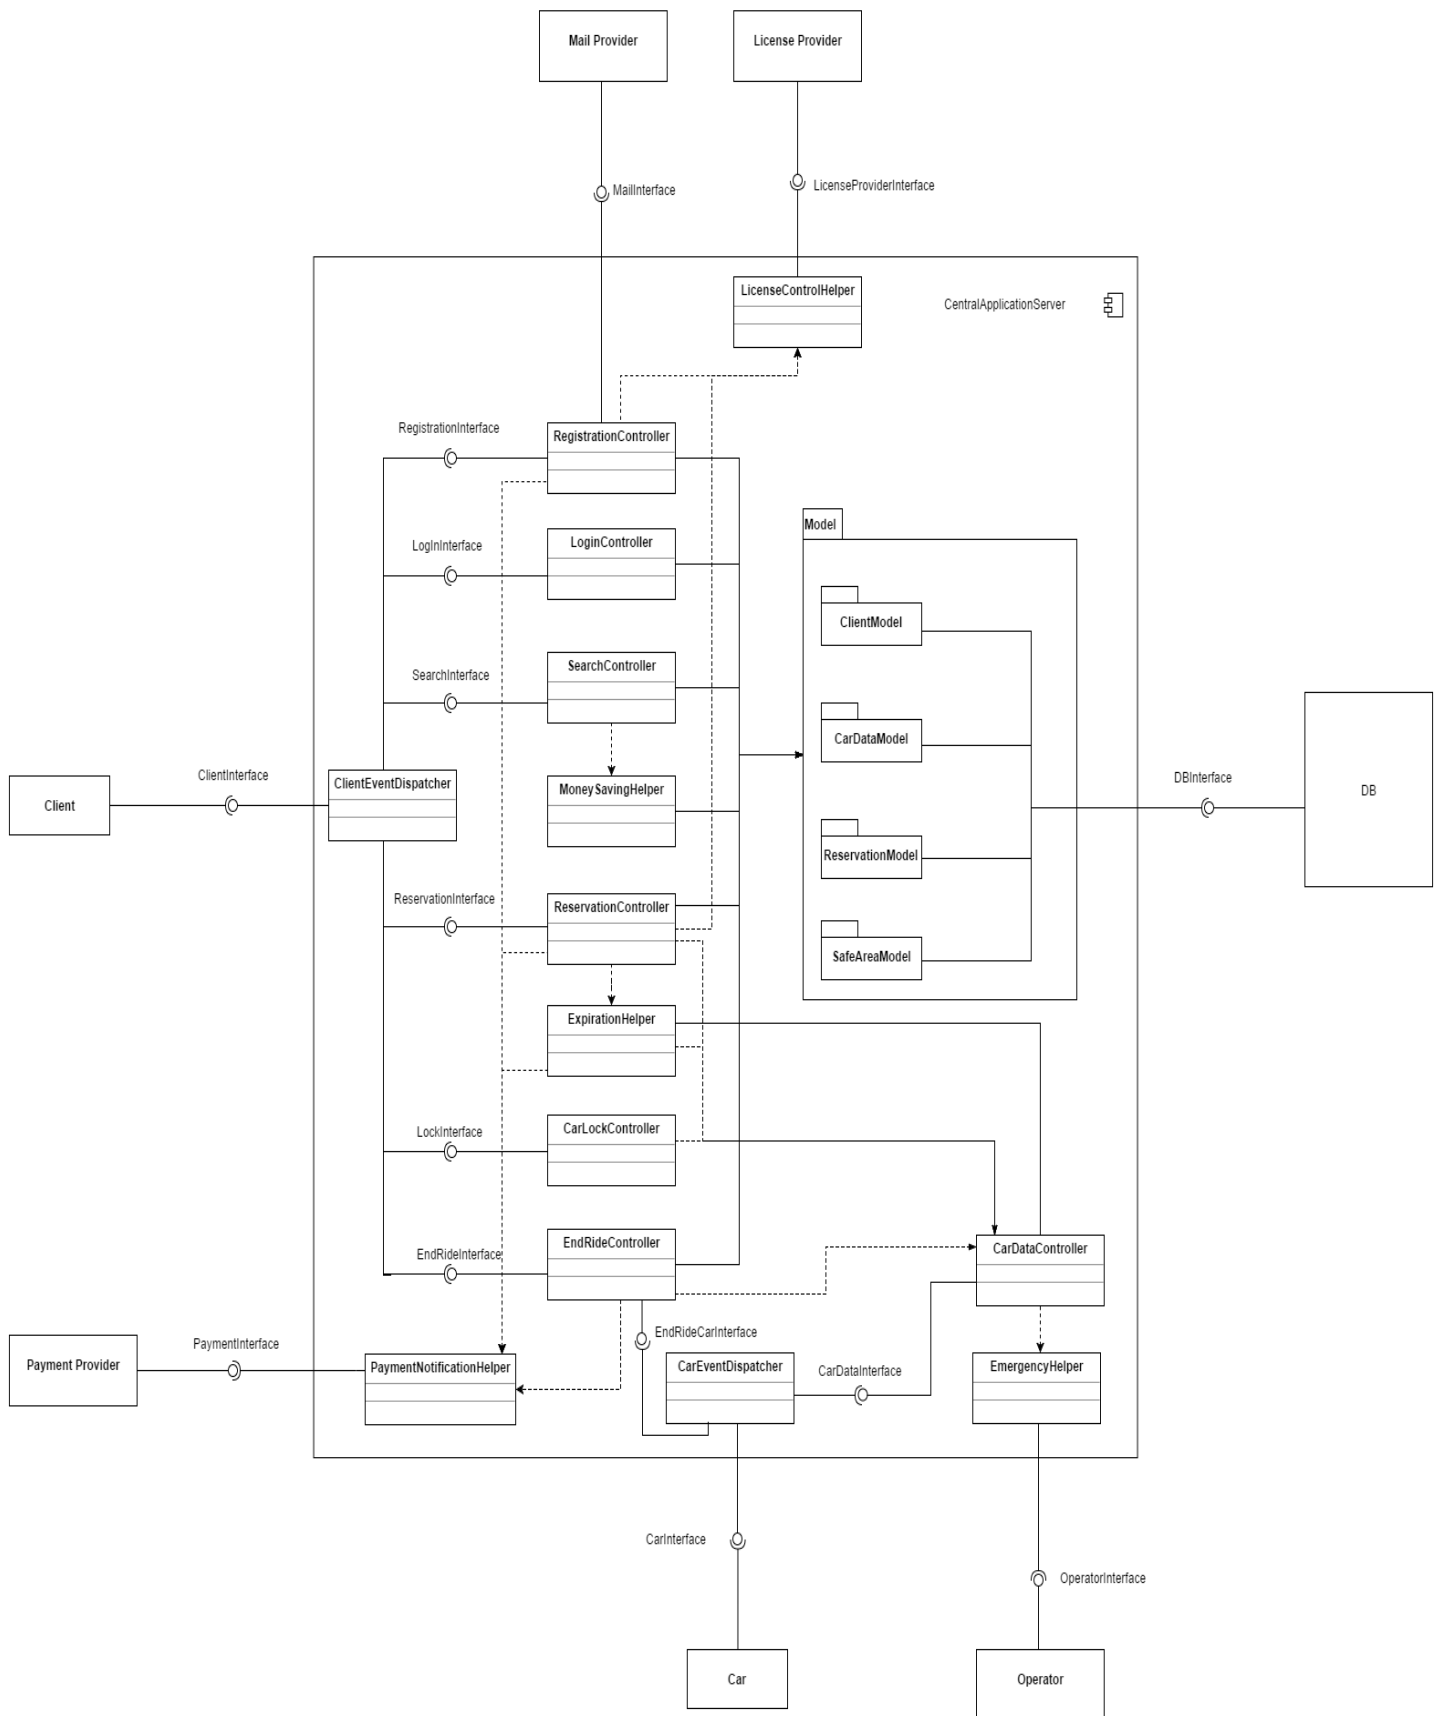 Mail Provider
License Provider
MailInterface
LicenseProviderInterface
LicenseControlHelper
CentralApplicationServer
RegistrationInterface
RegistrationController
LogInInterface
LoginController
Model
ClientModel
SearchInterface
SearchController
CarDataModel
ClientInterface
ClientEventDispatcher
Client
MoneySavingHelper
DBInterface
DB
ReservationModel
ReservationInterface
ReservationController
SafeAreaModel
ExpirationHelper
LockInterface
CarLockController
EndRideInterface
EndRideController
CarDataController
PaymentInterface
Payment Provider
PaymentNotificationHelper
EndRideCarInterface
CarEventDispatcher
CarDataInterface
EmergencyHelper
CarInterface
OperatorInterface
Car
Operator